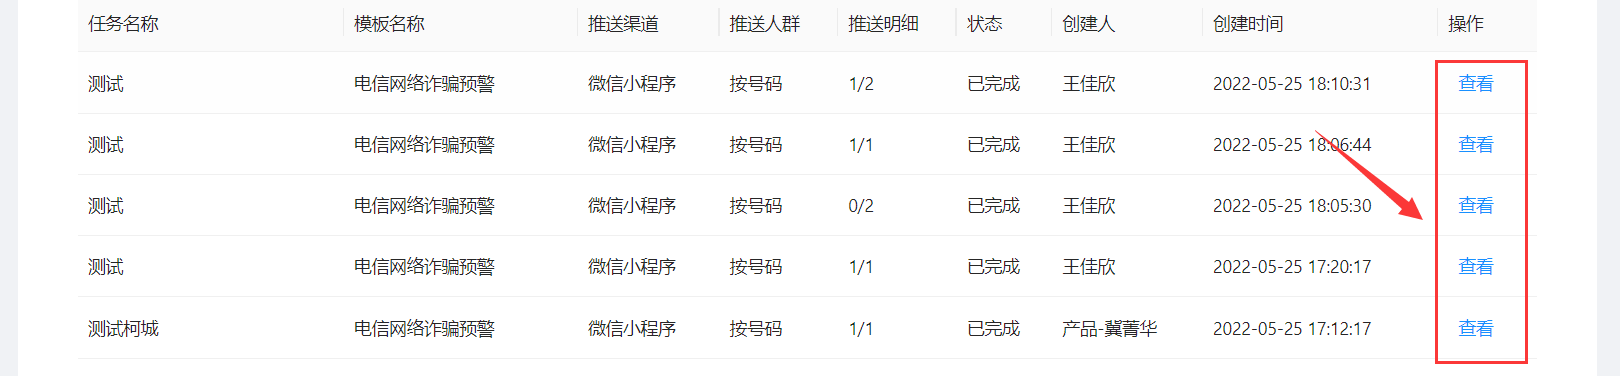 任务名称 模板名称 推送渠道 推送人群 推送明细 状态 创建人 创建时间 操作
测试 电信网络诈骗预警 微信小程序 按号码 1/2 已完成 王佳欣 2022-05-25 18:10:31 查看
测试 电信网络诈骗预警 微信小程序 按号码 1/1 已完成 王佳欣 2022-05-25 18:06:44 查看
测试 电信网络诈骗预警 微信小程序 按号码 0/2 已完成 王佳欣 2022-05-25 18:05:30 查看
测试 电信网络诈骗预警 微信小程序 按号码 1/1 已完成 王佳欣 2022-05-25 17:20:17 查看
测试柯城 电信网络诈骗预警 微信小程序 按号码 1/1 已完成 产品-冀菁华 2022-05-25 17:12:17 查看